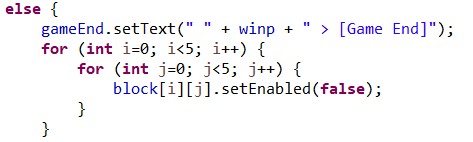 else {
    gameEnd.setText(" " + winp + " > [Game End]");
    for (int i=0; i<5; i++) {
        for (int j=0; j<5; j++) {
            block[i][j].setEnabled(false);
        }
    }